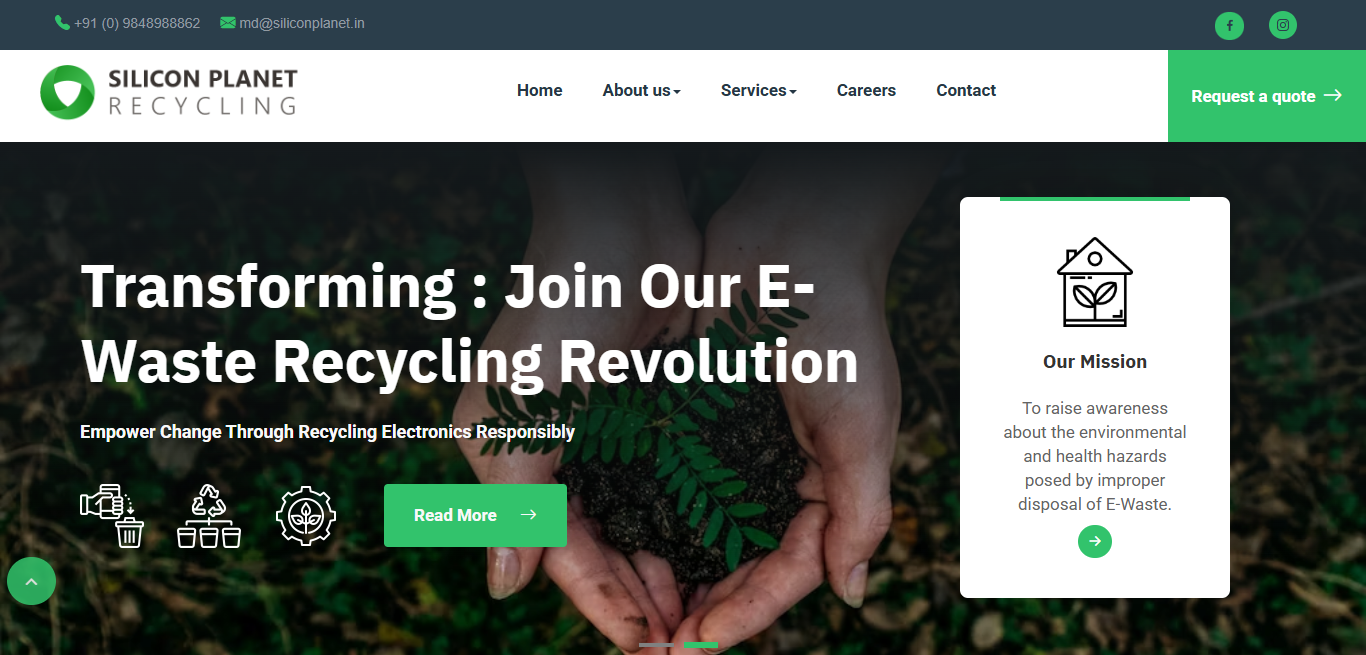 +91 (0) 9848988862 md@siliconplanet.in
SILICON PLANET
RECYCLING
Home About us Services Careers Contact
Request a quote
Transforming : Join Our E-
Waste Recycling Revolution
Empower Change Through Recycling Electronics Responsibly
Read More
Our Mission
To raise awareness
about the environmental
and health hazards
posed by improper
disposal of E-Waste.